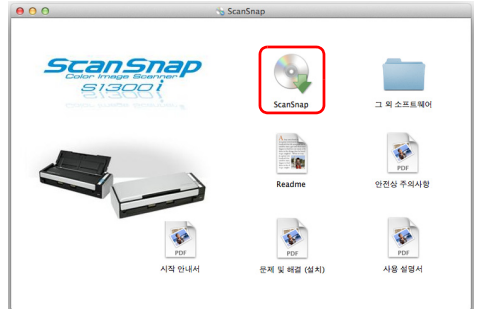 ScanSnap
ScanSnap
Color Image Scanner
S1300i
ScanSnap
그 외 소프트웨어
Readme
안전상 주의사항
PDF
시작 안내서
PDF
문제 및 해결 (설치)
PDF
사용 설명서
PDF